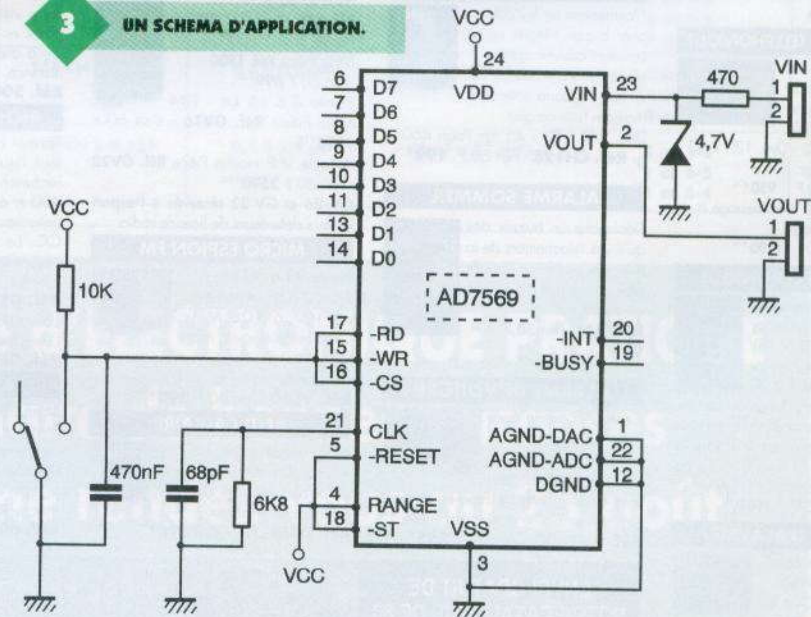 3 UN SCHEMA D'APPLICATION.
VCC
24
VDD
6 D7
7 D6
8 D5
9 D4
10 D3
11 D2
13 D1
14 D0
VIN 23
470
VIN
1
2
4,7V
VOUT 2
VOUT
1
2
AD7569
VCC
10K
17 -RD
15 -WR
16 -CS
21 CLK
5 -RESET
4 RANGE
18 -ST
470nF
68pF
6K8
VCC
-INT 20
-BUSY 19
AGND-DAC 1
AGND-ADC 22
DGND 12
VSS
3